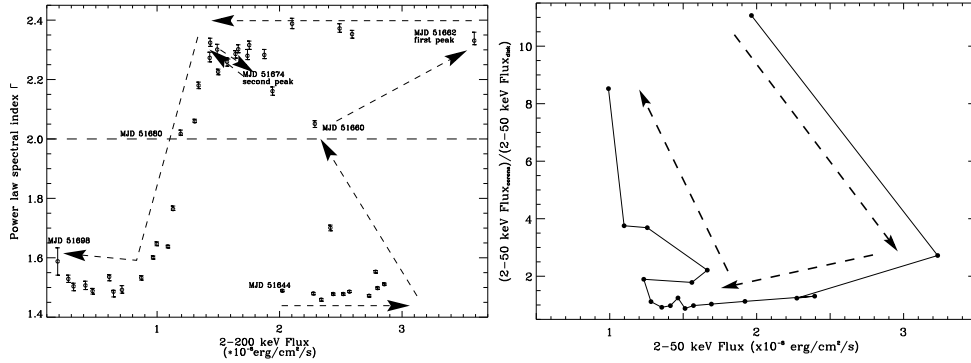 Power law spectral index Γ
2.4
2.2
2.0
1.8
1.6
1.4
MJD 51662
first peak
MJD 51674
second peak
MJD 51680
MJD 51660
MJD 51698
MJD 51644
1
2
3
2-200 keV Flux
(*10⁻⁸ erg/cm²/s)
(2-50 keV Flux_corona)/(2-50 keV Flux_disk)
10
8
6
4
2
1
2
3
2-50 keV Flux (x10⁻⁸ erg/cm²/s)